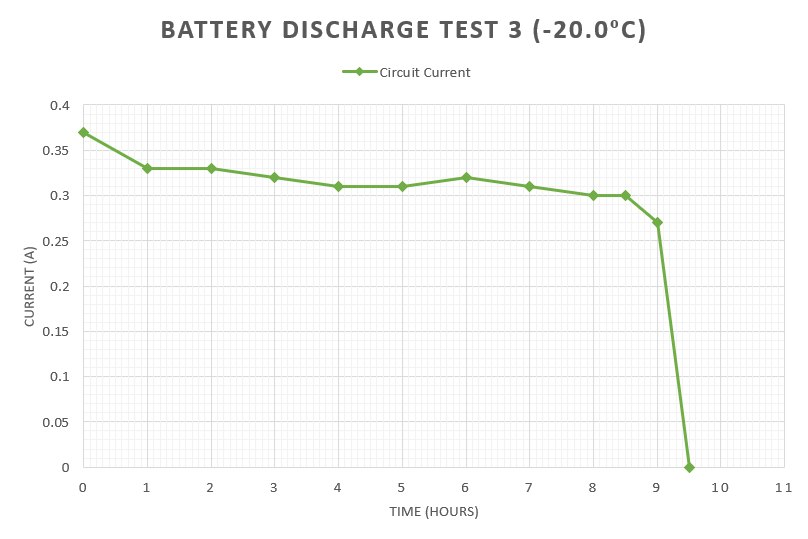 BATTERY DISCHARGE TEST 3 (-20.0ºC)
Circuit Current
0.4
0.35
0.3
0.25
0.2
0.15
0.1
0.05
0
CURRENT (A)
0 1 2 3 4 5 6 7 8 9 10 11
TIME (HOURS)